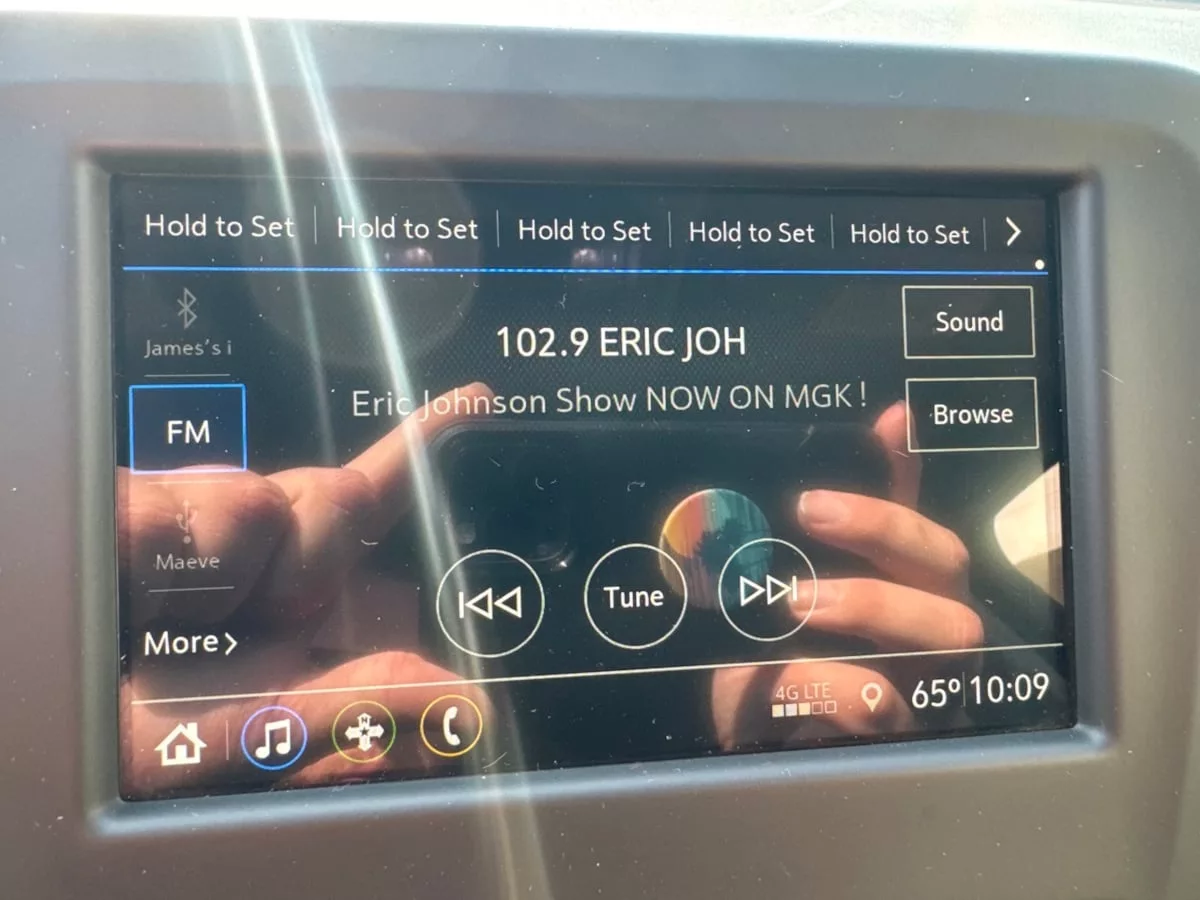 Hold to Set Hold to Set Hold to Set Hold to Set Hold to Set
James's i
Sound
102.9 ERIC JOH
Eric Johnson Show NOW ON MGK !
FM
Browse
Maeve
Tune
More
4G LTE
65° 10:09
N